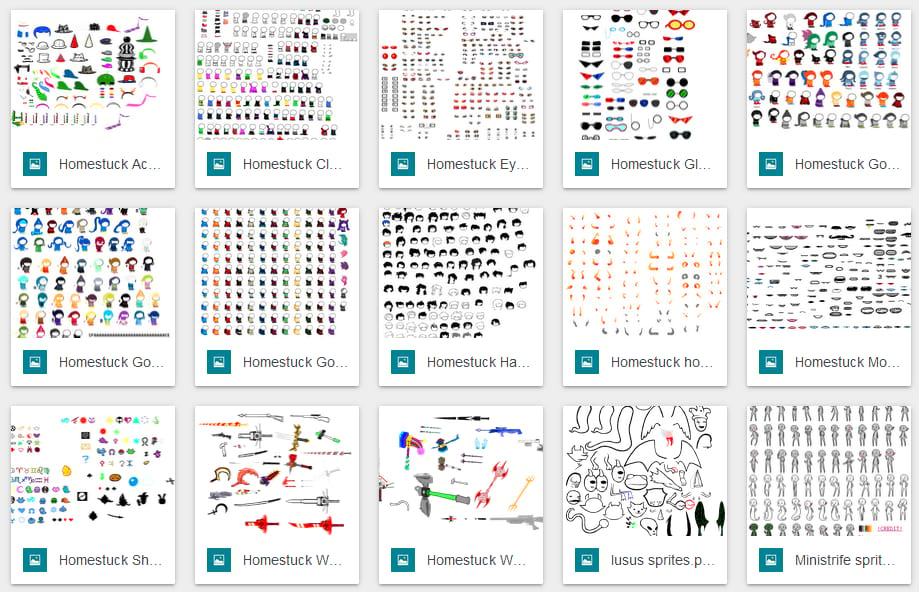 Homestuck Ac...
Homestuck Cl...
Homestuck Ey...
Homestuck Gl...
Homestuck Go...
Homestuck Go...
Homestuck Go...
Homestuck Ha...
Homestuck ho...
Homestuck Mo...
!CREDIT!
Homestuck Sh...
Homestuck W...
Homestuck W...
lusus sprites.p...
Ministrife sprit...